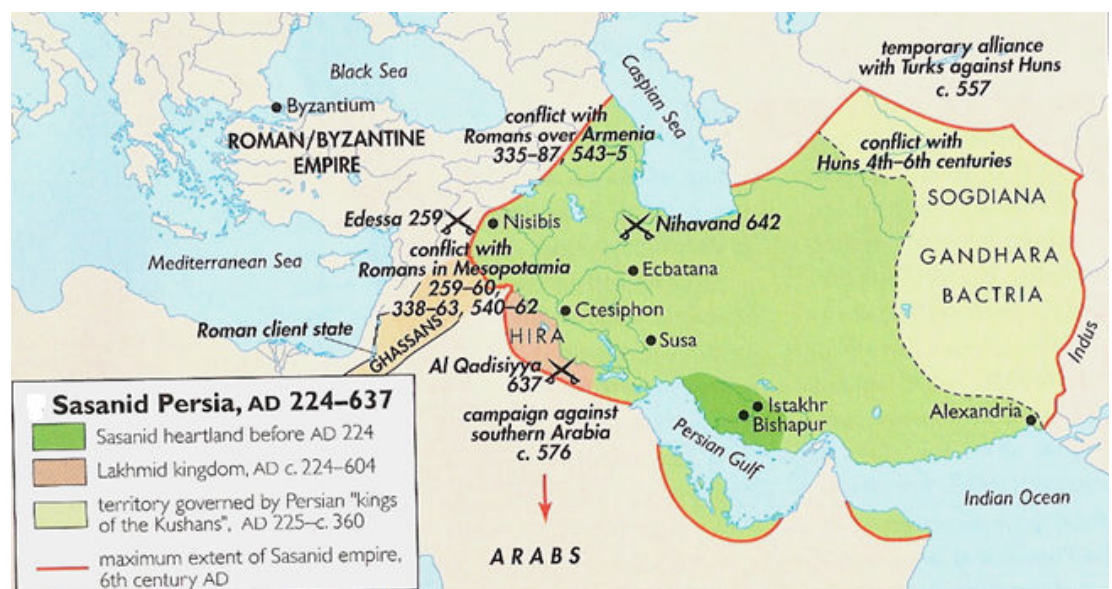 temporary alliance
with Turks against Huns
c. 557
Black Sea
Caspian Sea
Byzantium
conflict with
Romans over Armenia
335–87, 543–5
ROMAN/BYZANTINE
EMPIRE
conflict with
Huns 4th–6th centuries
SOGDIANA
Edessa 259
Nisibis
Nihavand 642
conflict with
Romans in Mesopotamia
259–60,
338–63, 540–62
Mediterranean Sea
Ecbatana
GANDHARA
BACTRIA
Ctesiphon
Roman client state
GHASSANS
HIRA
Susa
Indus
Al Qadisiyya
637
Istakhr
Bishapur
Alexandria
campaign against
southern Arabia
c. 576
Persian Gulf
Indian Ocean
ARABS
Sasanid Persia, AD 224–637
Sasanid heartland before AD 224
Lakhmid kingdom, AD c. 224–604
territory governed by Persian "kings
of the Kushans", AD 225–c. 360
maximum extent of Sasanid empire,
6th century AD